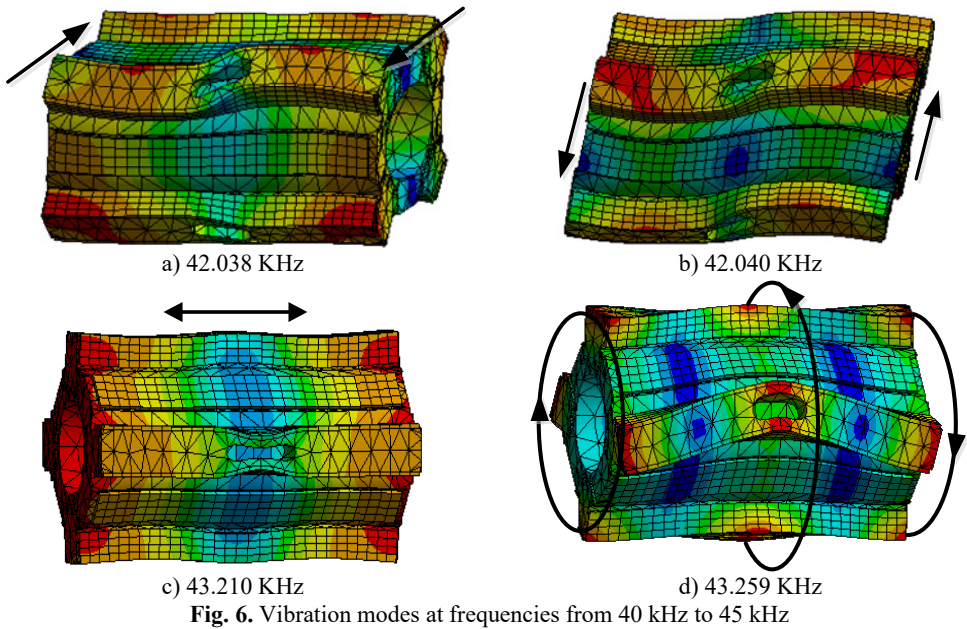 a) 42.038 KHz
b) 42.040 KHz
c) 43.210 KHz
d) 43.259 KHz
Fig. 6. Vibration modes at frequencies from 40 kHz to 45 kHz